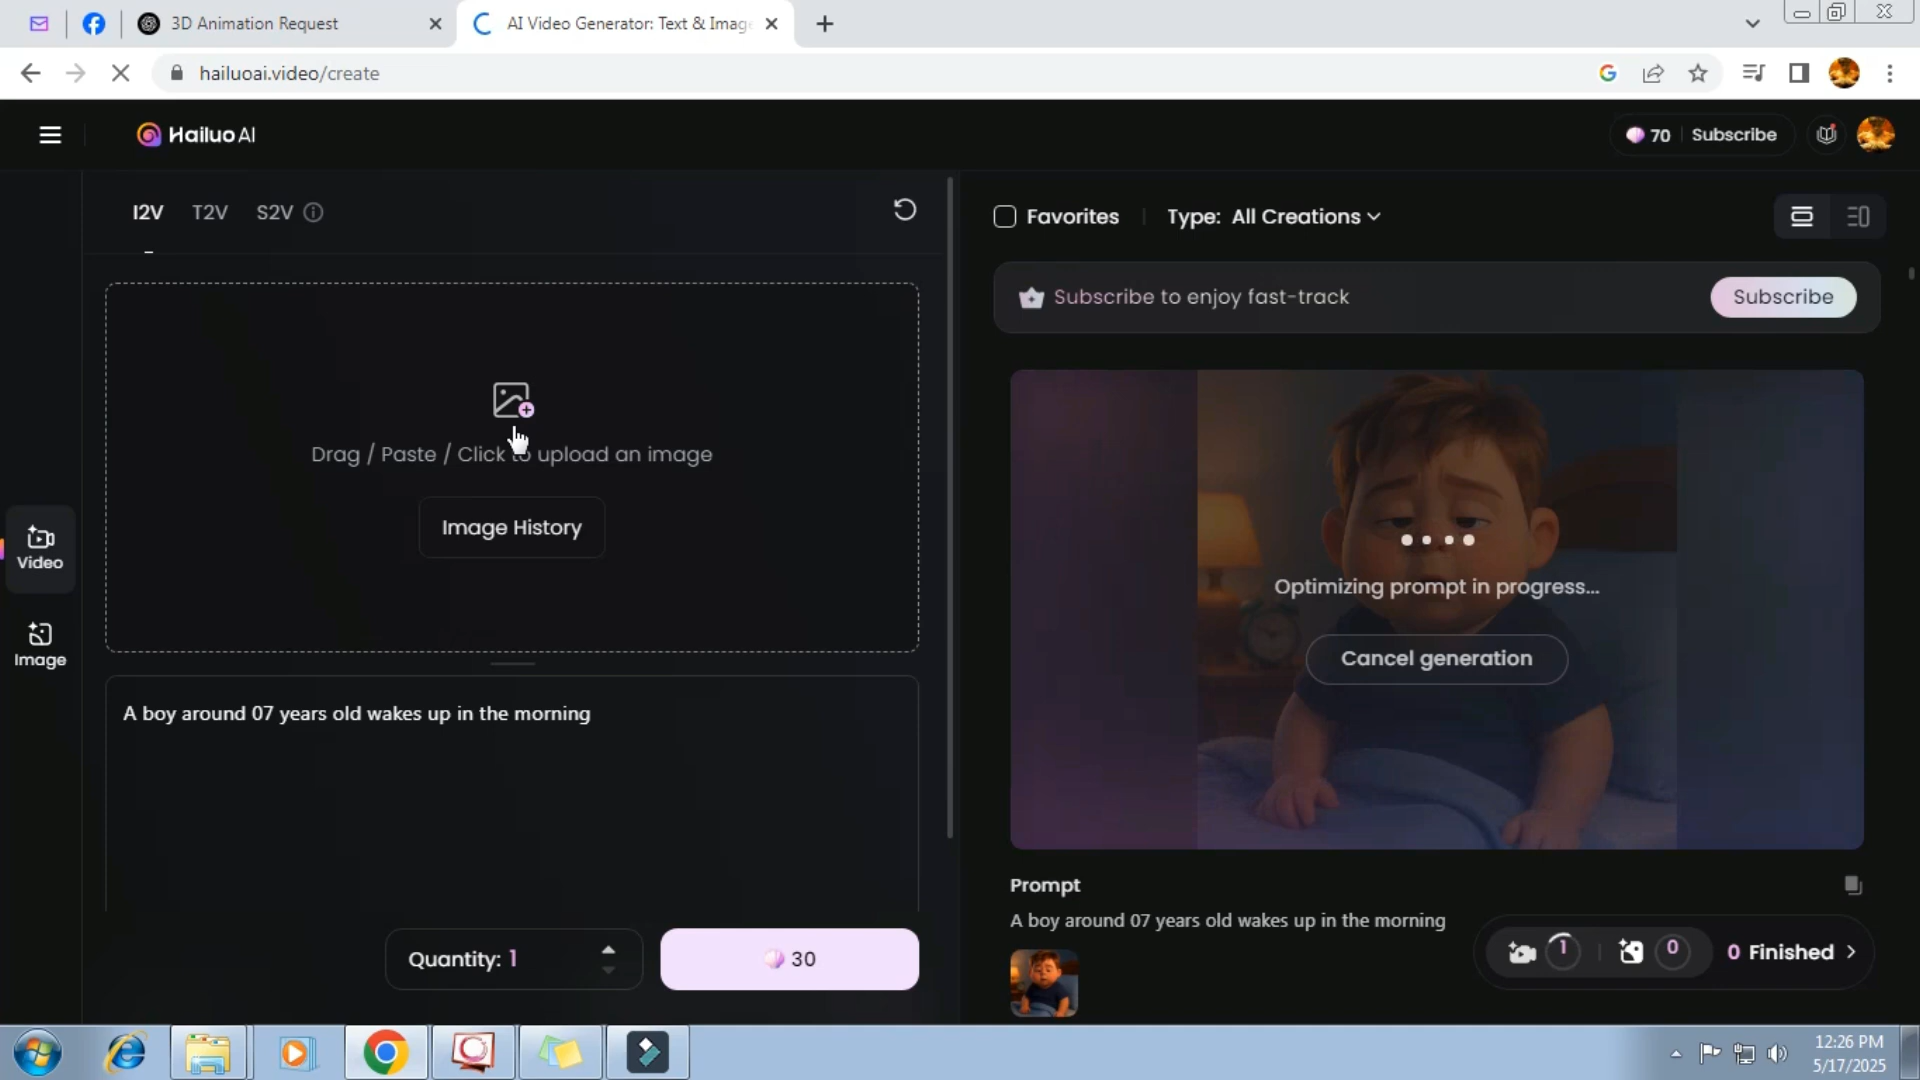 3D Animation Request
AI Video Generator: Text & Imag
hailuoai.video/create
Hailuo AI
70 Subscribe
I2V T2V S2V
Favorites Type: All Creations
Subscribe to enjoy fast-track Subscribe
Drag / Paste / Click to upload an image
Image History
Optimizing prompt in progress...
Cancel generation
Video
Image
A boy around 07 years old wakes up in the morning
Quantity: 1
30
Prompt
A boy around 07 years old wakes up in the morning
1 0 0 Finished
12:26 PM
5/17/2025